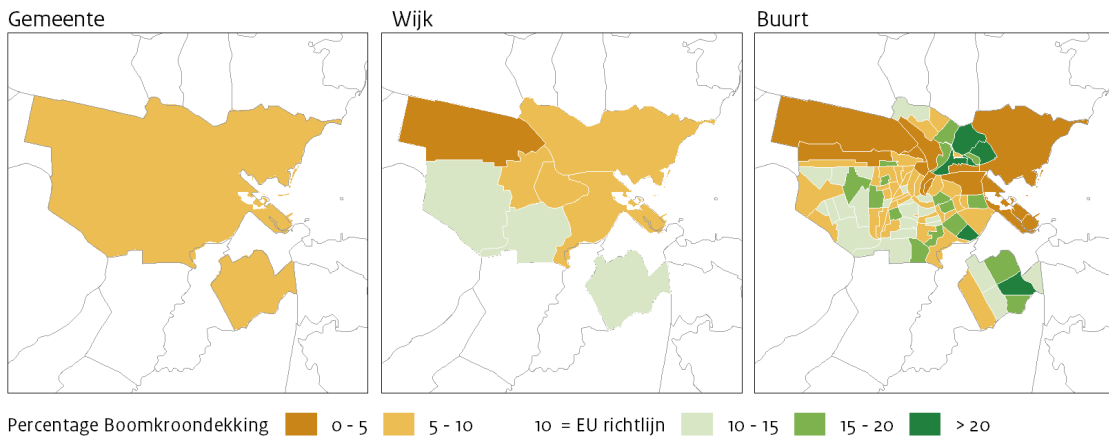 Gemeente
Wijk
Buurt
Percentage Boomkroondekking 0 - 5 5 - 10 10 = EU richtlijn 10 - 15 15 - 20 > 20